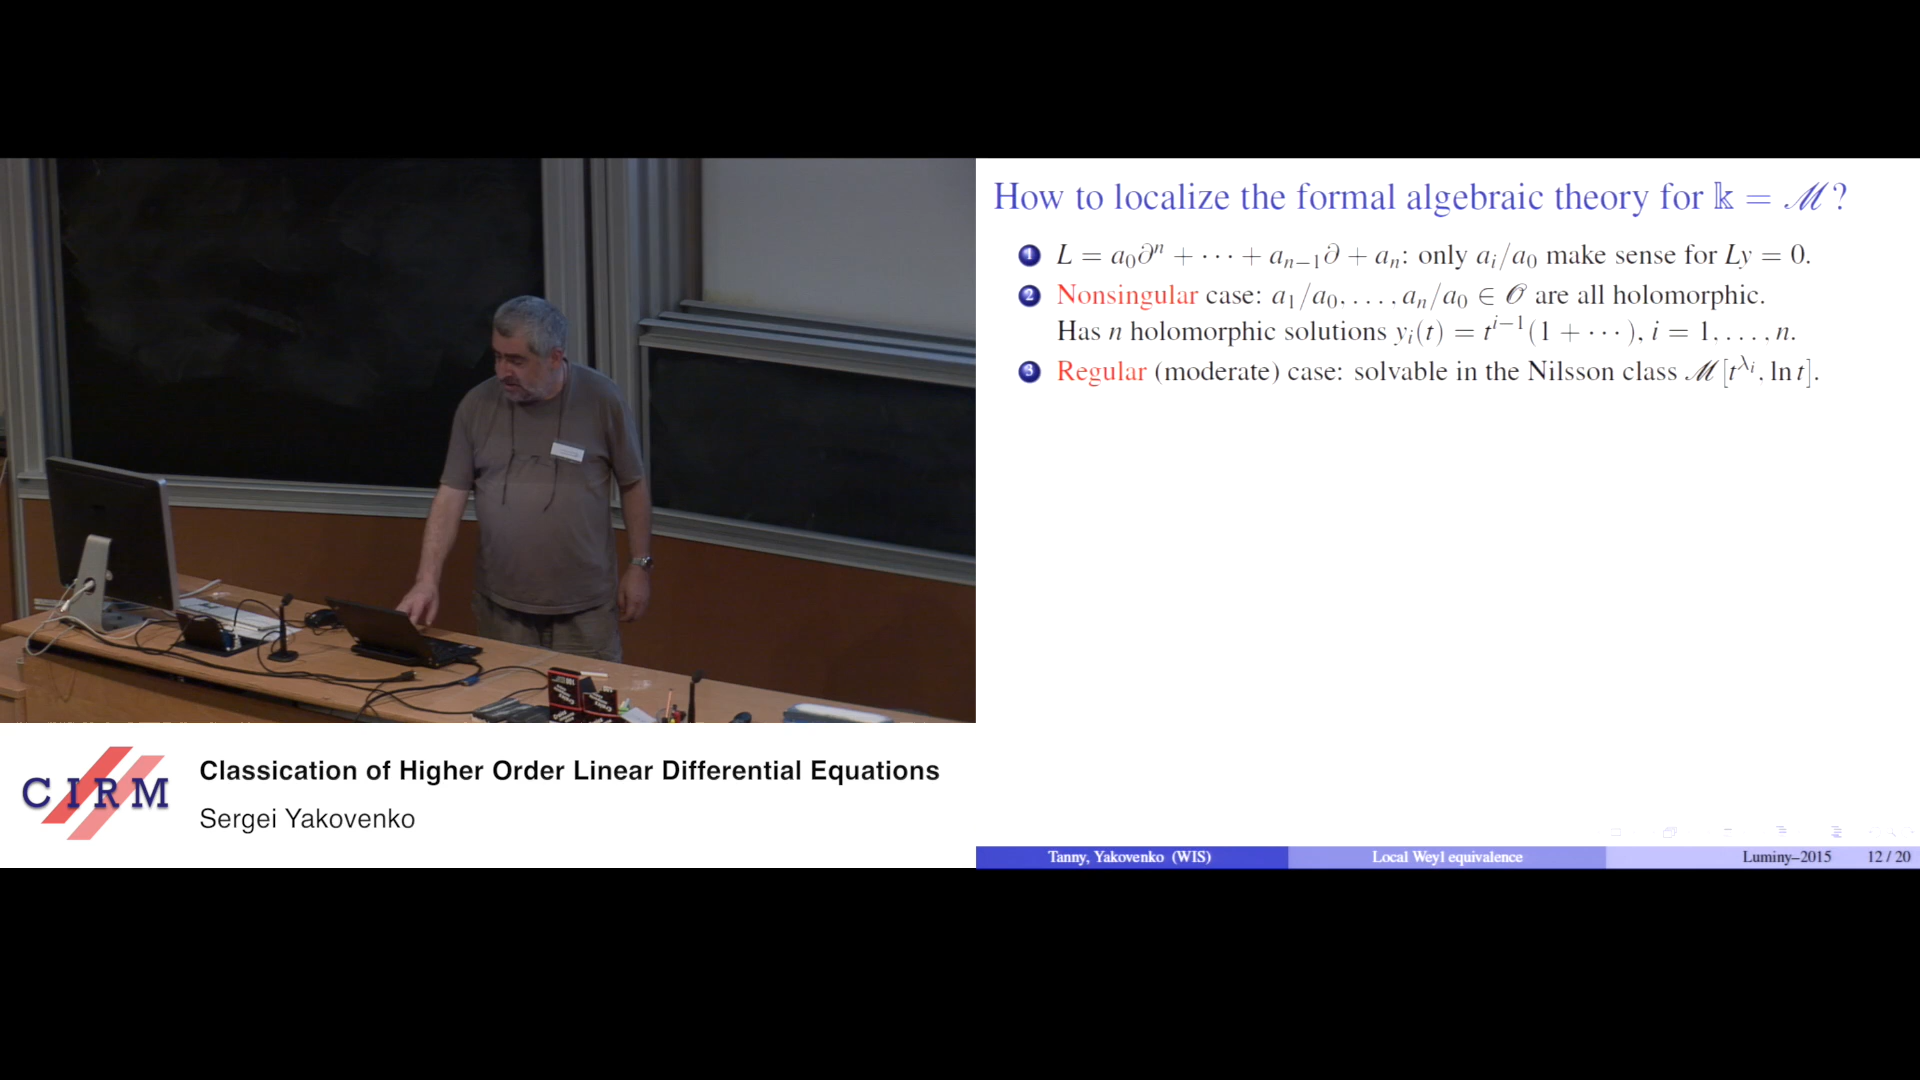 How to localize the formal algebraic theory for 𝕜 = ℳ?
1 L = a₀∂ⁿ + ··· + aₙ₋₁∂ + aₙ: only aᵢ/a₀ make sense for Ly = 0.
2 Nonsingular case: a₁/a₀, . . . , aₙ/a₀ ∈ 𝒪 are all holomorphic.
Has n holomorphic solutions yᵢ(t) = tⁱ⁻¹(1 + ···), i = 1, . . . , n.
3 Regular (moderate) case: solvable in the Nilsson class ℳ[t^{λᵢ}, ln t].
CIRM
Classication of Higher Order Linear Differential Equations
Sergei Yakovenko
Tanny, Yakovenko (WIS) Local Weyl equivalence Luminy–2015 12 / 20